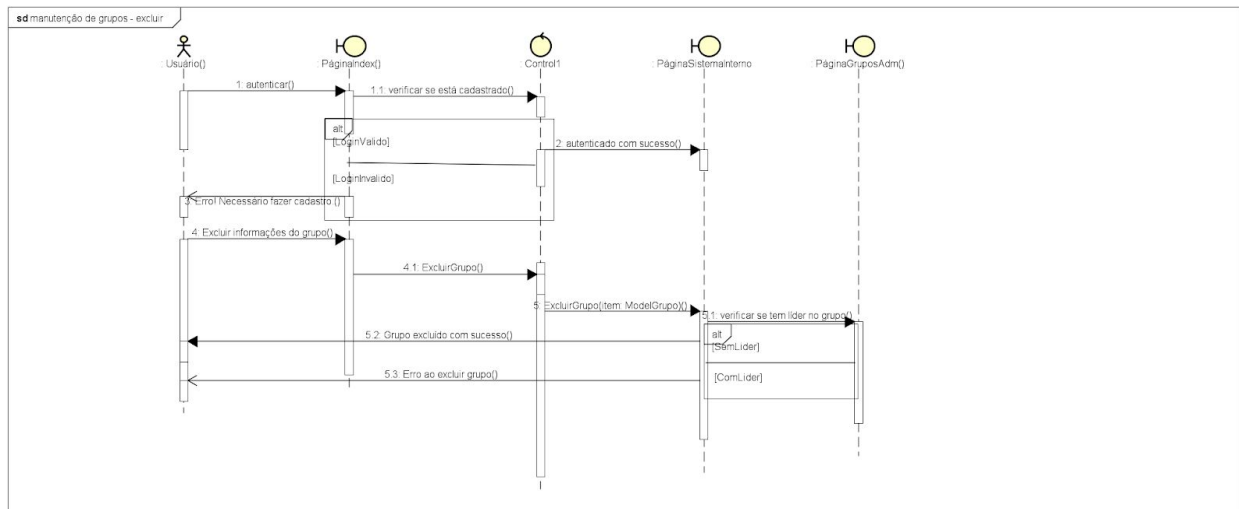 sd manutenção de grupos - excluir
: Usuário()
: PáginaIndex()
Control1
: PáginaSistemaInterno
: PáginaGruposAdm()
1: autenticar()
1.1: verificar se está cadastrado()
alt
[LoginValido]
2: autenticado com sucesso()
[LoginInvalido]
3: Erro! Necessário fazer cadastro.()
4: Excluir informações do grupo()
4.1: ExcluirGrupo()
5: ExcluirGrupo(item: ModelGrupo)()
5.1: verificar se tem líder no grupo()
5.2: Grupo excluído com sucesso()
alt
[SemLider]
5.3: Erro ao excluir grupo()
[ComLider]